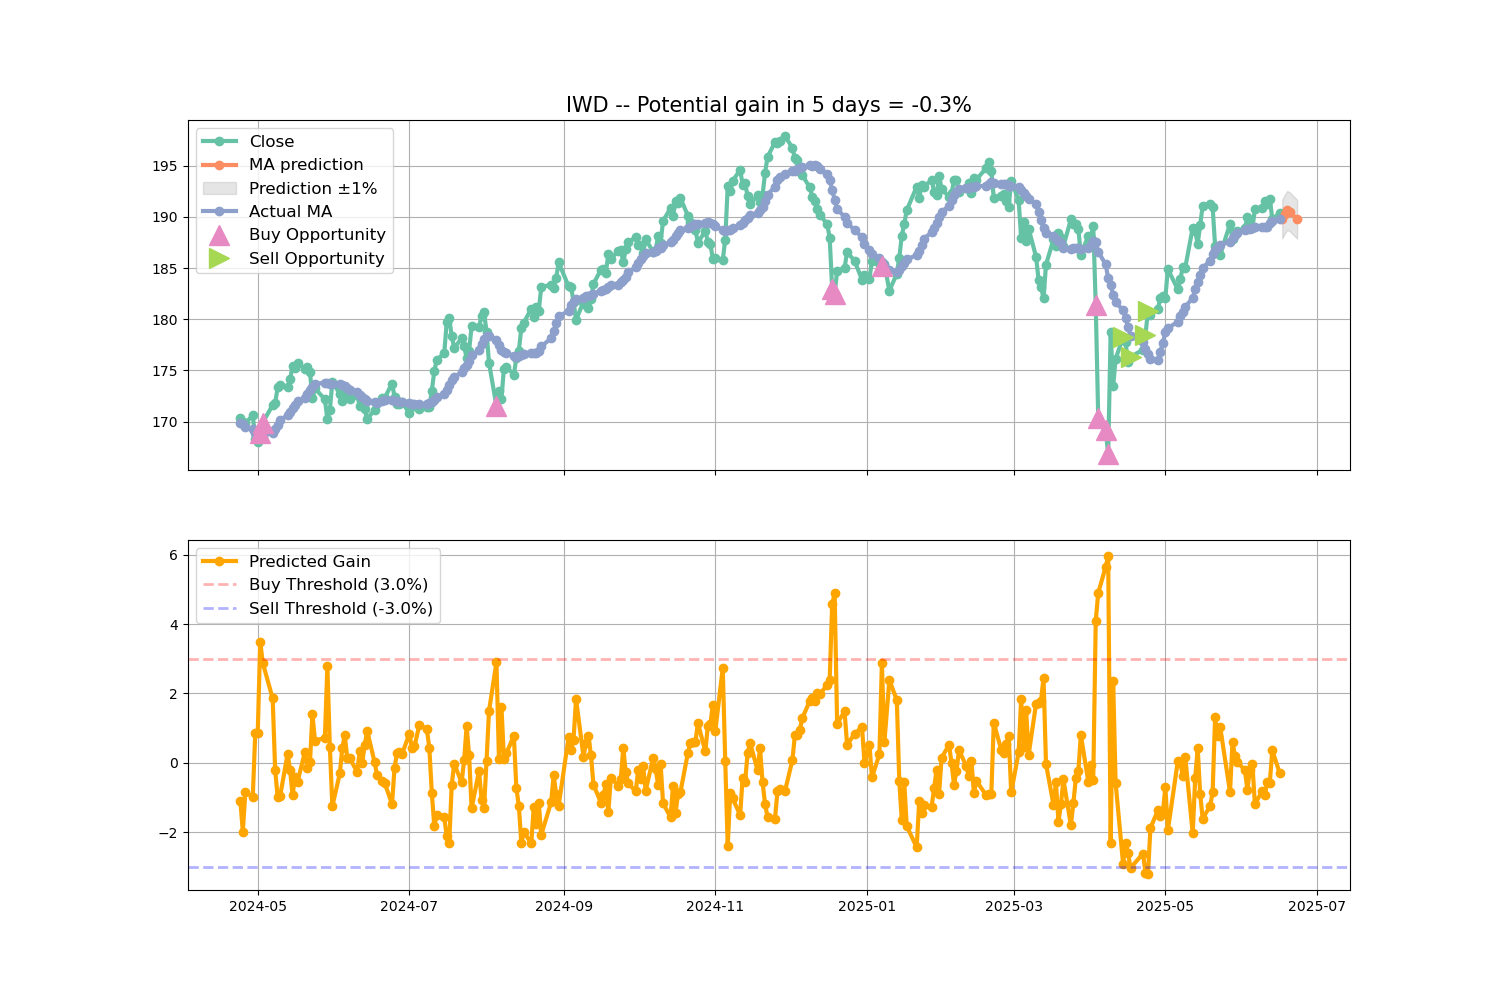 IWD -- Potential gain in 5 days = -0.3%
Close
MA prediction
Prediction ±1%
Actual MA
Buy Opportunity
Sell Opportunity
195
190
185
180
175
170
Predicted Gain
Buy Threshold (3.0%)
Sell Threshold (-3.0%)
6
4
2
0
−2
2024-05 2024-07 2024-09 2024-11 2025-01 2025-03 2025-05 2025-07